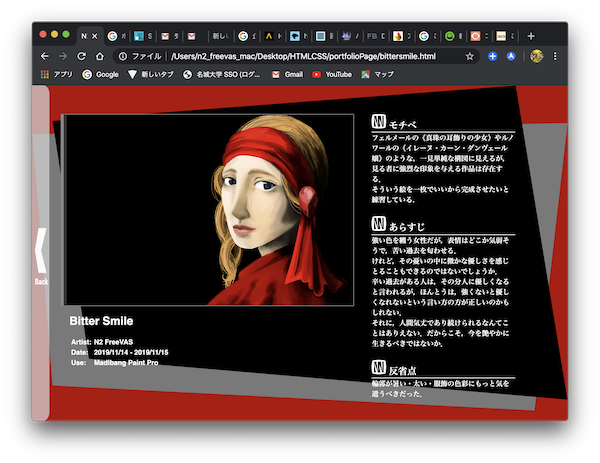 ファイル | /Users/n2_freevas_mac/Desktop/HTMLCSS/portfolioPage/bittersmile.html
アプリ Google 新しいタブ 名城大学 SSO (ログ... Gmail YouTube マップ
Back
Bitter Smile
Artist: N2 FreeVAS
Date: 2019/11/14 - 2019/11/15
Use: Madibang Paint Pro
モチベ
フェルメールの《真珠の耳飾りの少女》やルノ
ワールの《イレーヌ・カーン・ダンヴェール
嬢》のような、一見単純な構図に見えるが、
見る者に強烈な印象を与える作品は存在す
る。
そういう絵を一枚でいいから完成させたいと
練習している。
あらすじ
強い色を纏う女性だが、表情はどこか気弱そ
うで、苦い過去を匂わせる。
けれど、その憂いの中に微かな優しさを感じ
とることもできるのではないでしょうか。
辛い過去がある人は、その分人に優しくなる
と言われるが、ほんとうは、強くないと優し
くなれないという言い方の方が正しいのかも
しれない。
それに、人間気丈であり続けられるなんてこ
とはありえない。だからこそ、今を艶やかに
生きるべきではないか。
反省点
輪郭が暑い・太い・服飾の色彩にもっと気を
遣うべきだった。